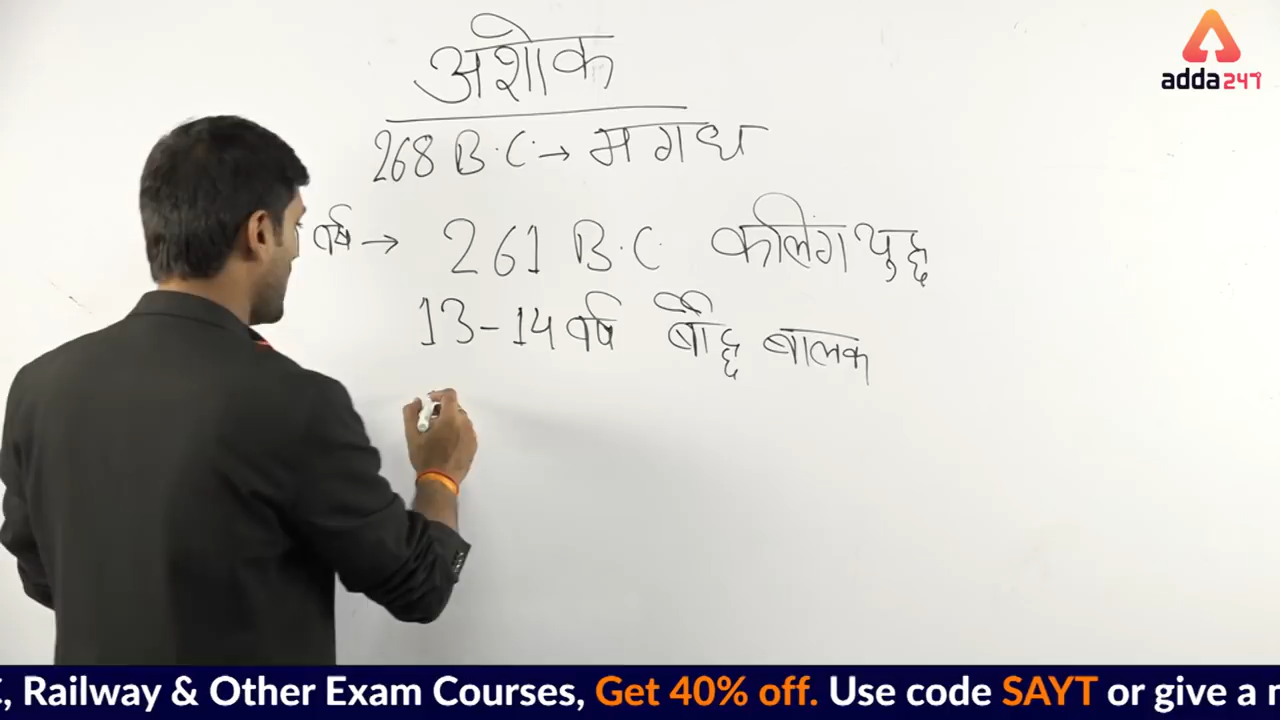 अशोक
268 B.C. → मगध
वर्ष → 261 B.C. कलिंग युद्ध
13-14 वर्ष बौद्ध बालक
adda247
, Railway & Other Exam Courses, Get 40% off. Use code SAYT or give a